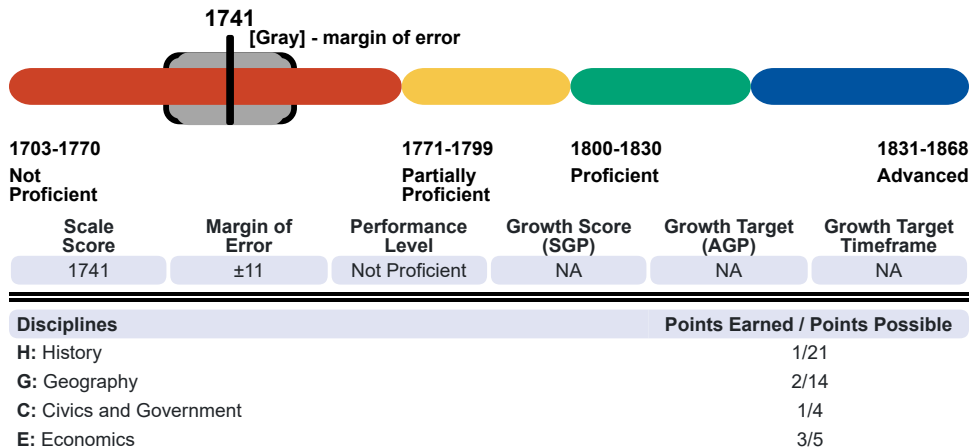 1741
[Gray] - margin of error
1703-1770 1771-1799 1800-1830 1831-1868
Not Partially Proficient Advanced
Proficient Proficient
Scale Margin of Performance Growth Score Growth Target Growth Target
Score Error Level (SGP) (AGP) Timeframe
1741 ±11 Not Proficient NA NA NA
Disciplines Points Earned / Points Possible
H: History 1/21
G: Geography 2/14
C: Civics and Government 1/4
E: Economics 3/5